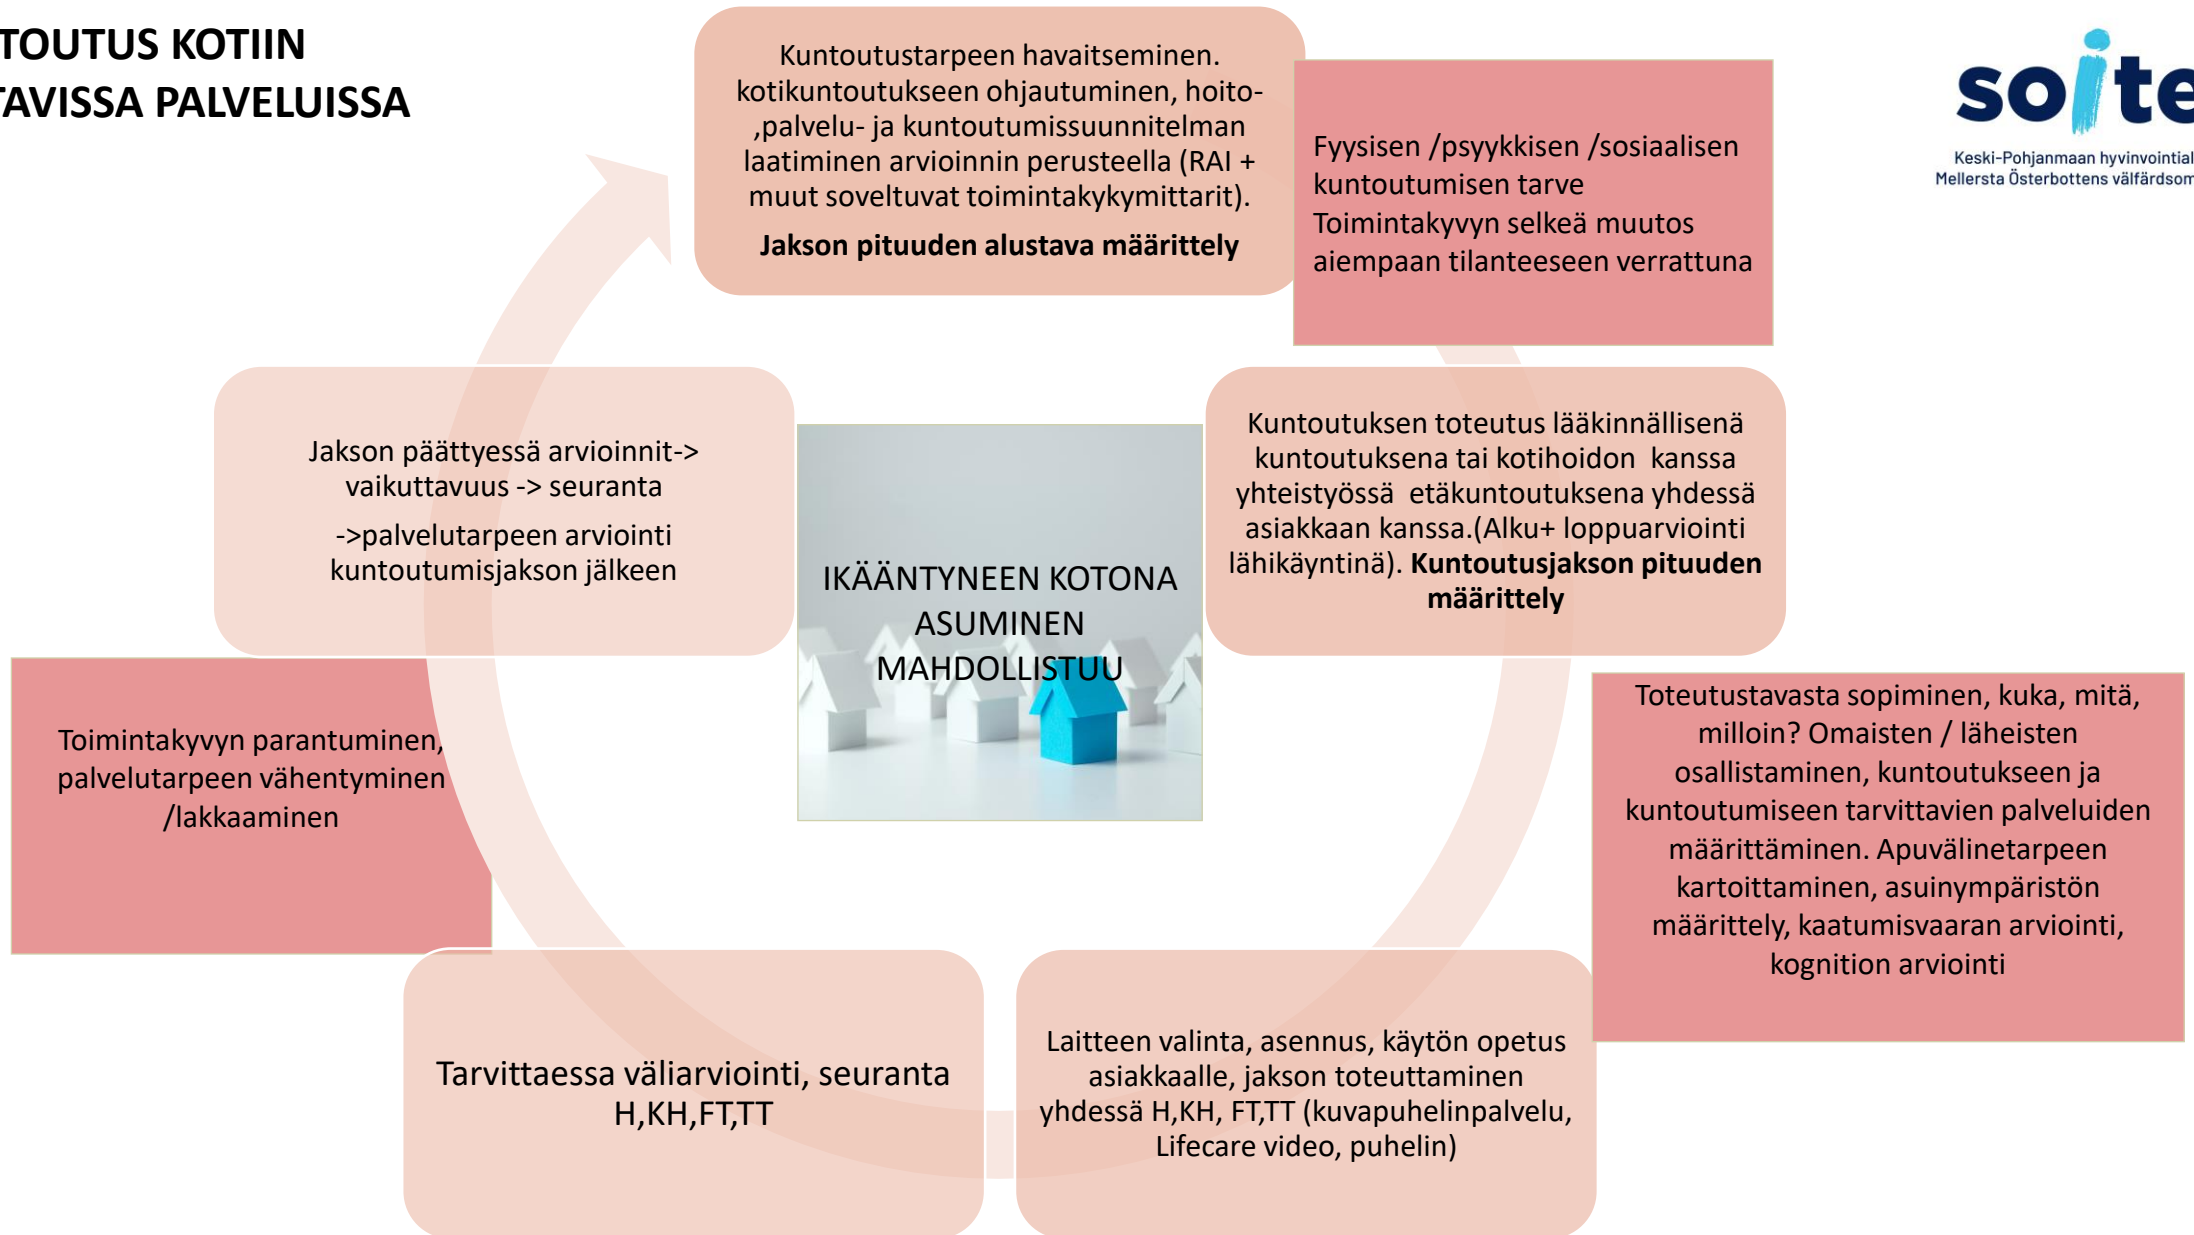 TOUTUS KOTIIN
TAVISSA PALVELUISSA
Kuntoutustarpeen havaitseminen.
kotikuntoutukseen ohjautuminen, hoito-
,palvelu- ja kuntoutumissuunnitelman
laatiminen arvioinnin perusteella (RAI +
muut soveltuvat toimintakykymittarit).
Jakson pituuden alustava määrittely
Fyysisen /psyykkisen /sosiaalisen
kuntoutumisen tarve
Toimintakyvyn selkeä muutos
aiempaan tilanteeseen verrattuna
soite
Keski-Pohjanmaan hyvinvointial
Mellersta Österbottens välfärdsom
Kuntoutuksen toteutus lääkinnällisenä
kuntoutuksena tai kotihoidon kanssa
yhteistyössä etäkuntoutuksena yhdessä
asiakkaan kanssa.(Alku+ loppuarviointi
lähikäyntinä). Kuntoutusjakson pituuden
määrittely
Toteutustavasta sopiminen, kuka, mitä,
milloin? Omaisten / läheisten
osallistaminen, kuntoutukseen ja
kuntoutumiseen tarvittavien palveluiden
määrittäminen. Apuvälinetarpeen
kartoittaminen, asuinympäristön
määrittely, kaatumisvaaran arviointi,
kognition arviointi
Laitteen valinta, asennus, käytön opetus
asiakkaalle, jakson toteuttaminen
yhdessä H,KH, FT,TT (kuvapuhelinpalvelu,
Lifecare video, puhelin)
Tarvittaessa väliarviointi, seuranta
H,KH,FT,TT
Toimintakyvyn parantuminen,
palvelutarpeen vähentyminen
/lakkaaminen
Jakson päättyessä arvioinnit->
vaikuttavuus -> seuranta
->palvelutarpeen arviointi
kuntoutumisjakson jälkeen
IKÄÄNTYNEEN KOTONA
ASUMINEN
MAHDOLLISTUU